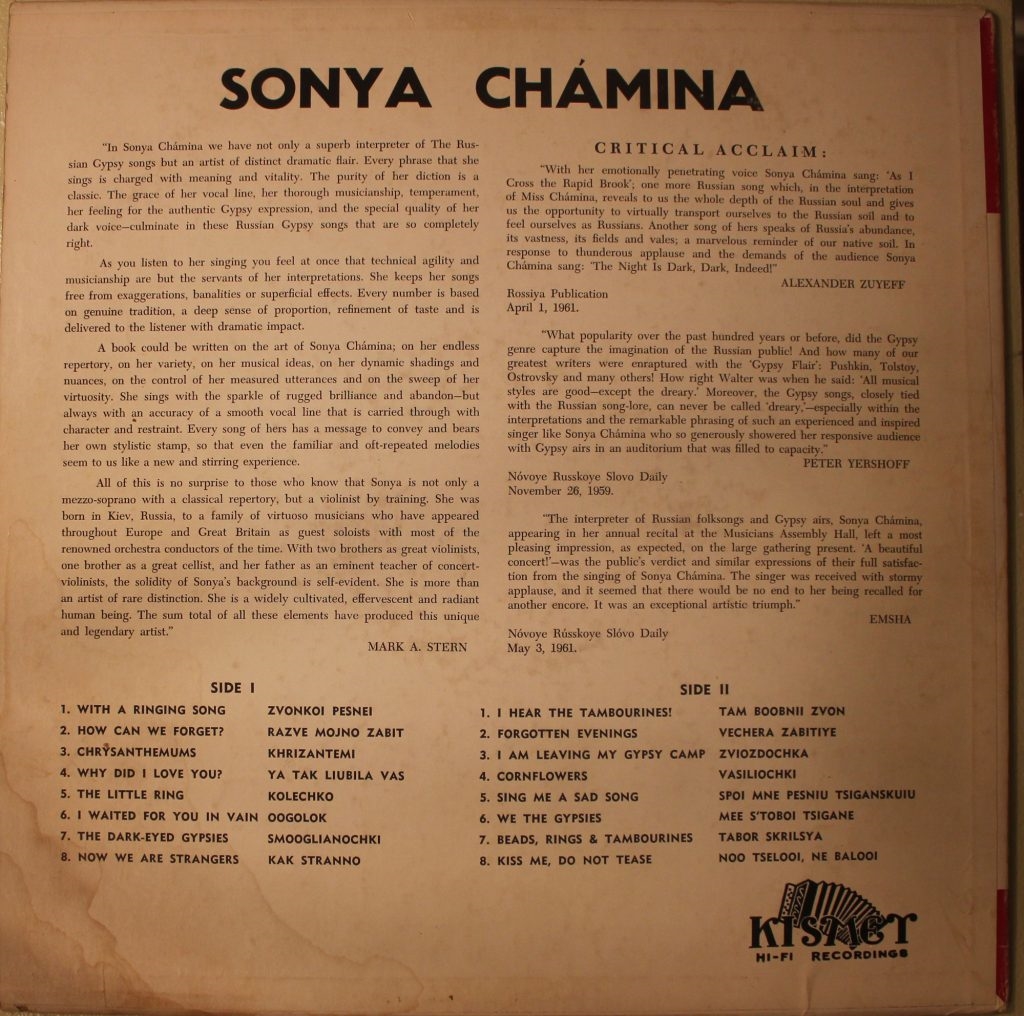 SONYA CHÁMINA
"In Sonya Chámina we have not only a superb interpreter of The Rus-
sian Gypsy songs but an artist of distinct dramatic flair. Every phrase that she
sings is charged with meaning and vitality. The purity of her diction is a
classic. The grace of her vocal line, her thorough musicianship, temperament,
her feeling for the authentic Gypsy expression, and the special quality of her
dark voice—culminate in these Russian Gypsy songs that are so completely
right.
As you listen to her singing you feel at once that technical agility and
musicianship are but the servants of her interpretations. She keeps her songs
free from exaggerations, banalities or superficial effects. Every number is based
on genuine tradition, a deep sense of proportion, refinement of taste and is
delivered to the listener with dramatic impact.
A book could be written on the art of Sonya Chámina; on her endless
repertory, on her variety, on her musical ideas, on her dynamic shadings and
nuances, on the control of her measured utterances and on the sweep of her
virtuosity. She sings with the sparkle of rugged brilliance and abandon—but
always with an accuracy of a smooth vocal line that is carried through with
character and restraint. Every song of hers has a message to convey and bears
her own stylistic stamp, so that even the familiar and oft-repeated melodies
seem to us like a new and stirring experience.
All of this is no surprise to those who know that Sonya is not only a
mezzo-soprano with a classical repertory, but a violinist by training. She was
born in Kiev, Russia, to a family of virtuoso musicians who have appeared
throughout Europe and Great Britain as guest soloists with most of the
renowned orchestra conductors of the time. With two brothers as great violinists,
one brother as a great cellist, and her father as an eminent teacher of concert-
violinists, the solidity of Sonya's background is self-evident. She is more than
an artist of rare distinction. She is a widely cultivated, effervescent and radiant
human being. The sum total of all these elements have produced this unique
and legendary artist."
MARK A. STERN
CRITICAL ACCLAIM:
"With her emotionally penetrating voice Sonya Chámina sang: 'As I
Cross the Rapid Brook'; one more Russian song which, in the interpretation
of Miss Chámina, reveals to us the whole depth of the Russian soul and gives
us the opportunity to virtually transport ourselves to the Russian soil and to
feel ourselves as Russians. Another song of hers speaks of Russia's abundance,
its vastness, its fields and vales; a marvelous reminder of our native soil. In
response to thunderous applause and the demands of the audience Sonya
Chámina sang: 'The Night Is Dark, Dark, Indeed!"
ALEXANDER ZUYEFF
Rossiya Publication
April 1, 1961.
"What popularity over the past hundred years or before, did the Gypsy
genre capture the imagination of the Russian public! And how many of our
greatest writers were enraptured with the 'Gypsy Flair': Pushkin, Tolstoy,
Ostrovsky and many others! How right Walter was when he said: 'All musical
styles are good—except the dreary.' Moreover, the Gypsy songs, closely tied
with the Russian song-lore, can never be called 'dreary,'—especially within the
interpretations and the remarkable phrasing of such an experienced and inspired
singer like Sonya Chámina who so generously showered her responsive audience
with Gypsy airs in an auditorium that was filled to capacity."
PETER YERSHOFF
Nóvoye Russkoye Slovo Daily
November 26, 1959.
"The interpreter of Russian folksongs and Gypsy airs, Sonya Chámina,
appearing in her annual recital at the Musicians Assembly Hall, left a most
pleasing impression, as expected, on the large gathering present. 'A beautiful
concert!'—was the public's verdict and similar expressions of their full satisfac-
tion from the singing of Sonya Chámina. The singer was received with stormy
applause, and it seemed that there would be no end to her being recalled for
another encore. It was an exceptional artistic triumph."
EMSHA
Nóvoye Rússkoye Slóvo Daily
May 3, 1961.
SIDE I
1. WITH A RINGING SONG ZVONKOI PESNEI
2. HOW CAN WE FORGET? RAZVE MOJNO ZABIT
3. CHRYSANTHEMUMS KHRIZANTEMI
4. WHY DID I LOVE YOU? YA TAK LIUBILA VAS
5. THE LITTLE RING KOLECHKO
6. I WAITED FOR YOU IN VAIN OOGOLOK
7. THE DARK-EYED GYPSIES SMOOGLIANOCHKI
8. NOW WE ARE STRANGERS KAK STRANNO
SIDE II
1. I HEAR THE TAMBOURINES! TAM BOOBNII ZVON
2. FORGOTTEN EVENINGS VECHERA ZABITIYE
3. I AM LEAVING MY GYPSY CAMP ZVIOZDOCHKA
4. CORNFLOWERS VASILIOCHKI
5. SING ME A SAD SONG SPOI MNE PESNIU TSIGANSKUIU
6. WE THE GYPSIES MEE S'TOBOI TSIGANE
7. BEADS, RINGS & TAMBOURINES TABOR SKRILSYA
8. KISS ME, DO NOT TEASE NOO TSELOOI, NE BALOOI
KISMET
HI-FI RECORDINGS